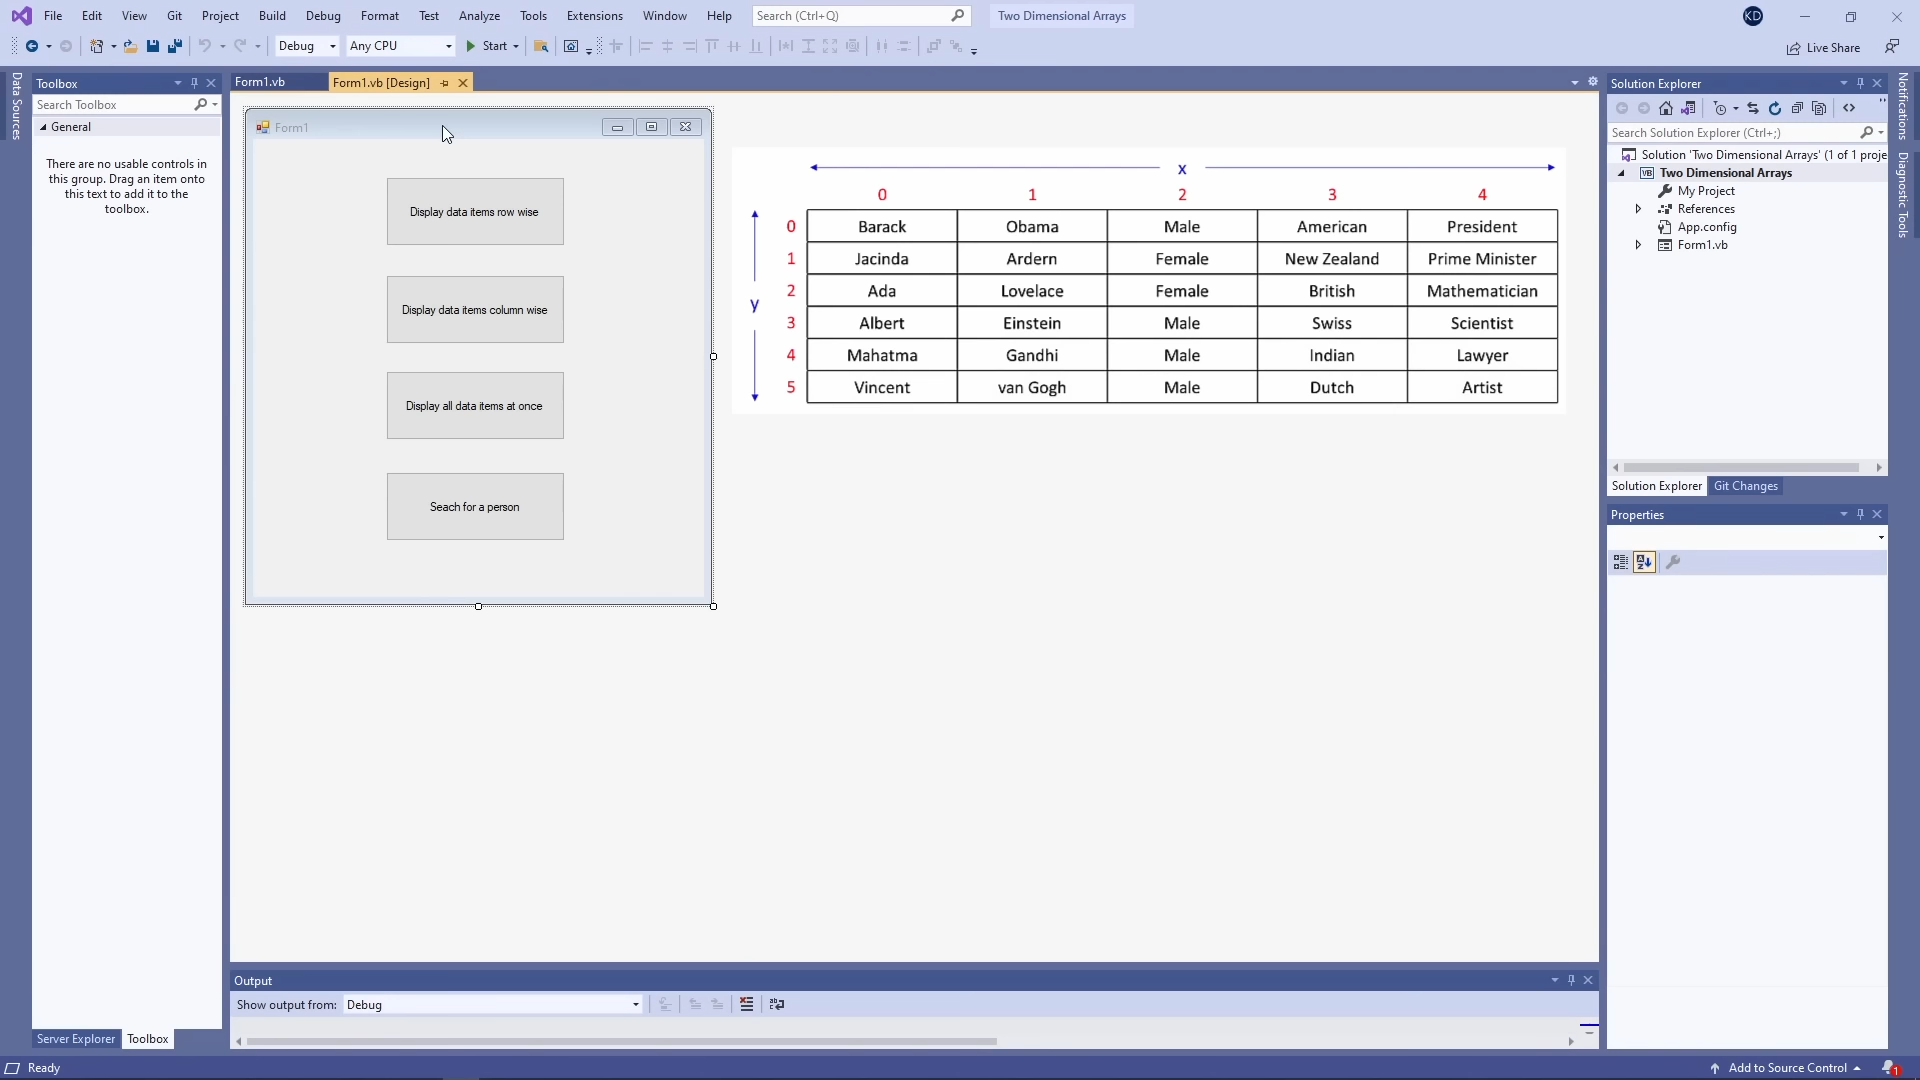 File Edit View Git Project Build Debug Format Test Analyze Tools Extensions Window Help Search (Ctrl+Q) Two Dimensional Arrays KD
Debug Any CPU Start Live Share
Data Sources
Toolbox
Search Toolbox
General
There are no usable controls in
this group. Drag an item onto
this text to add it to the
toolbox.
Server Explorer Toolbox
Form1.vb Form1.vb [Design]
Form1
Display data items row wise
Display data items column wise
Display all data items at once
Seach for a person
x
0 1 2 3 4
y
0 Barack Obama Male American President
1 Jacinda Ardern Female New Zealand Prime Minister
2 Ada Lovelace Female British Mathematician
3 Albert Einstein Male Swiss Scientist
4 Mahatma Gandhi Male Indian Lawyer
5 Vincent van Gogh Male Dutch Artist
Output
Show output from: Debug
Solution Explorer
Search Solution Explorer (Ctrl+;)
Solution 'Two Dimensional Arrays' (1 of 1 proje
VB Two Dimensional Arrays
My Project
References
App.config
Form1.vb
Solution Explorer Git Changes
Properties
Notifications
Diagnostic Tools
Ready Add to Source Control 1